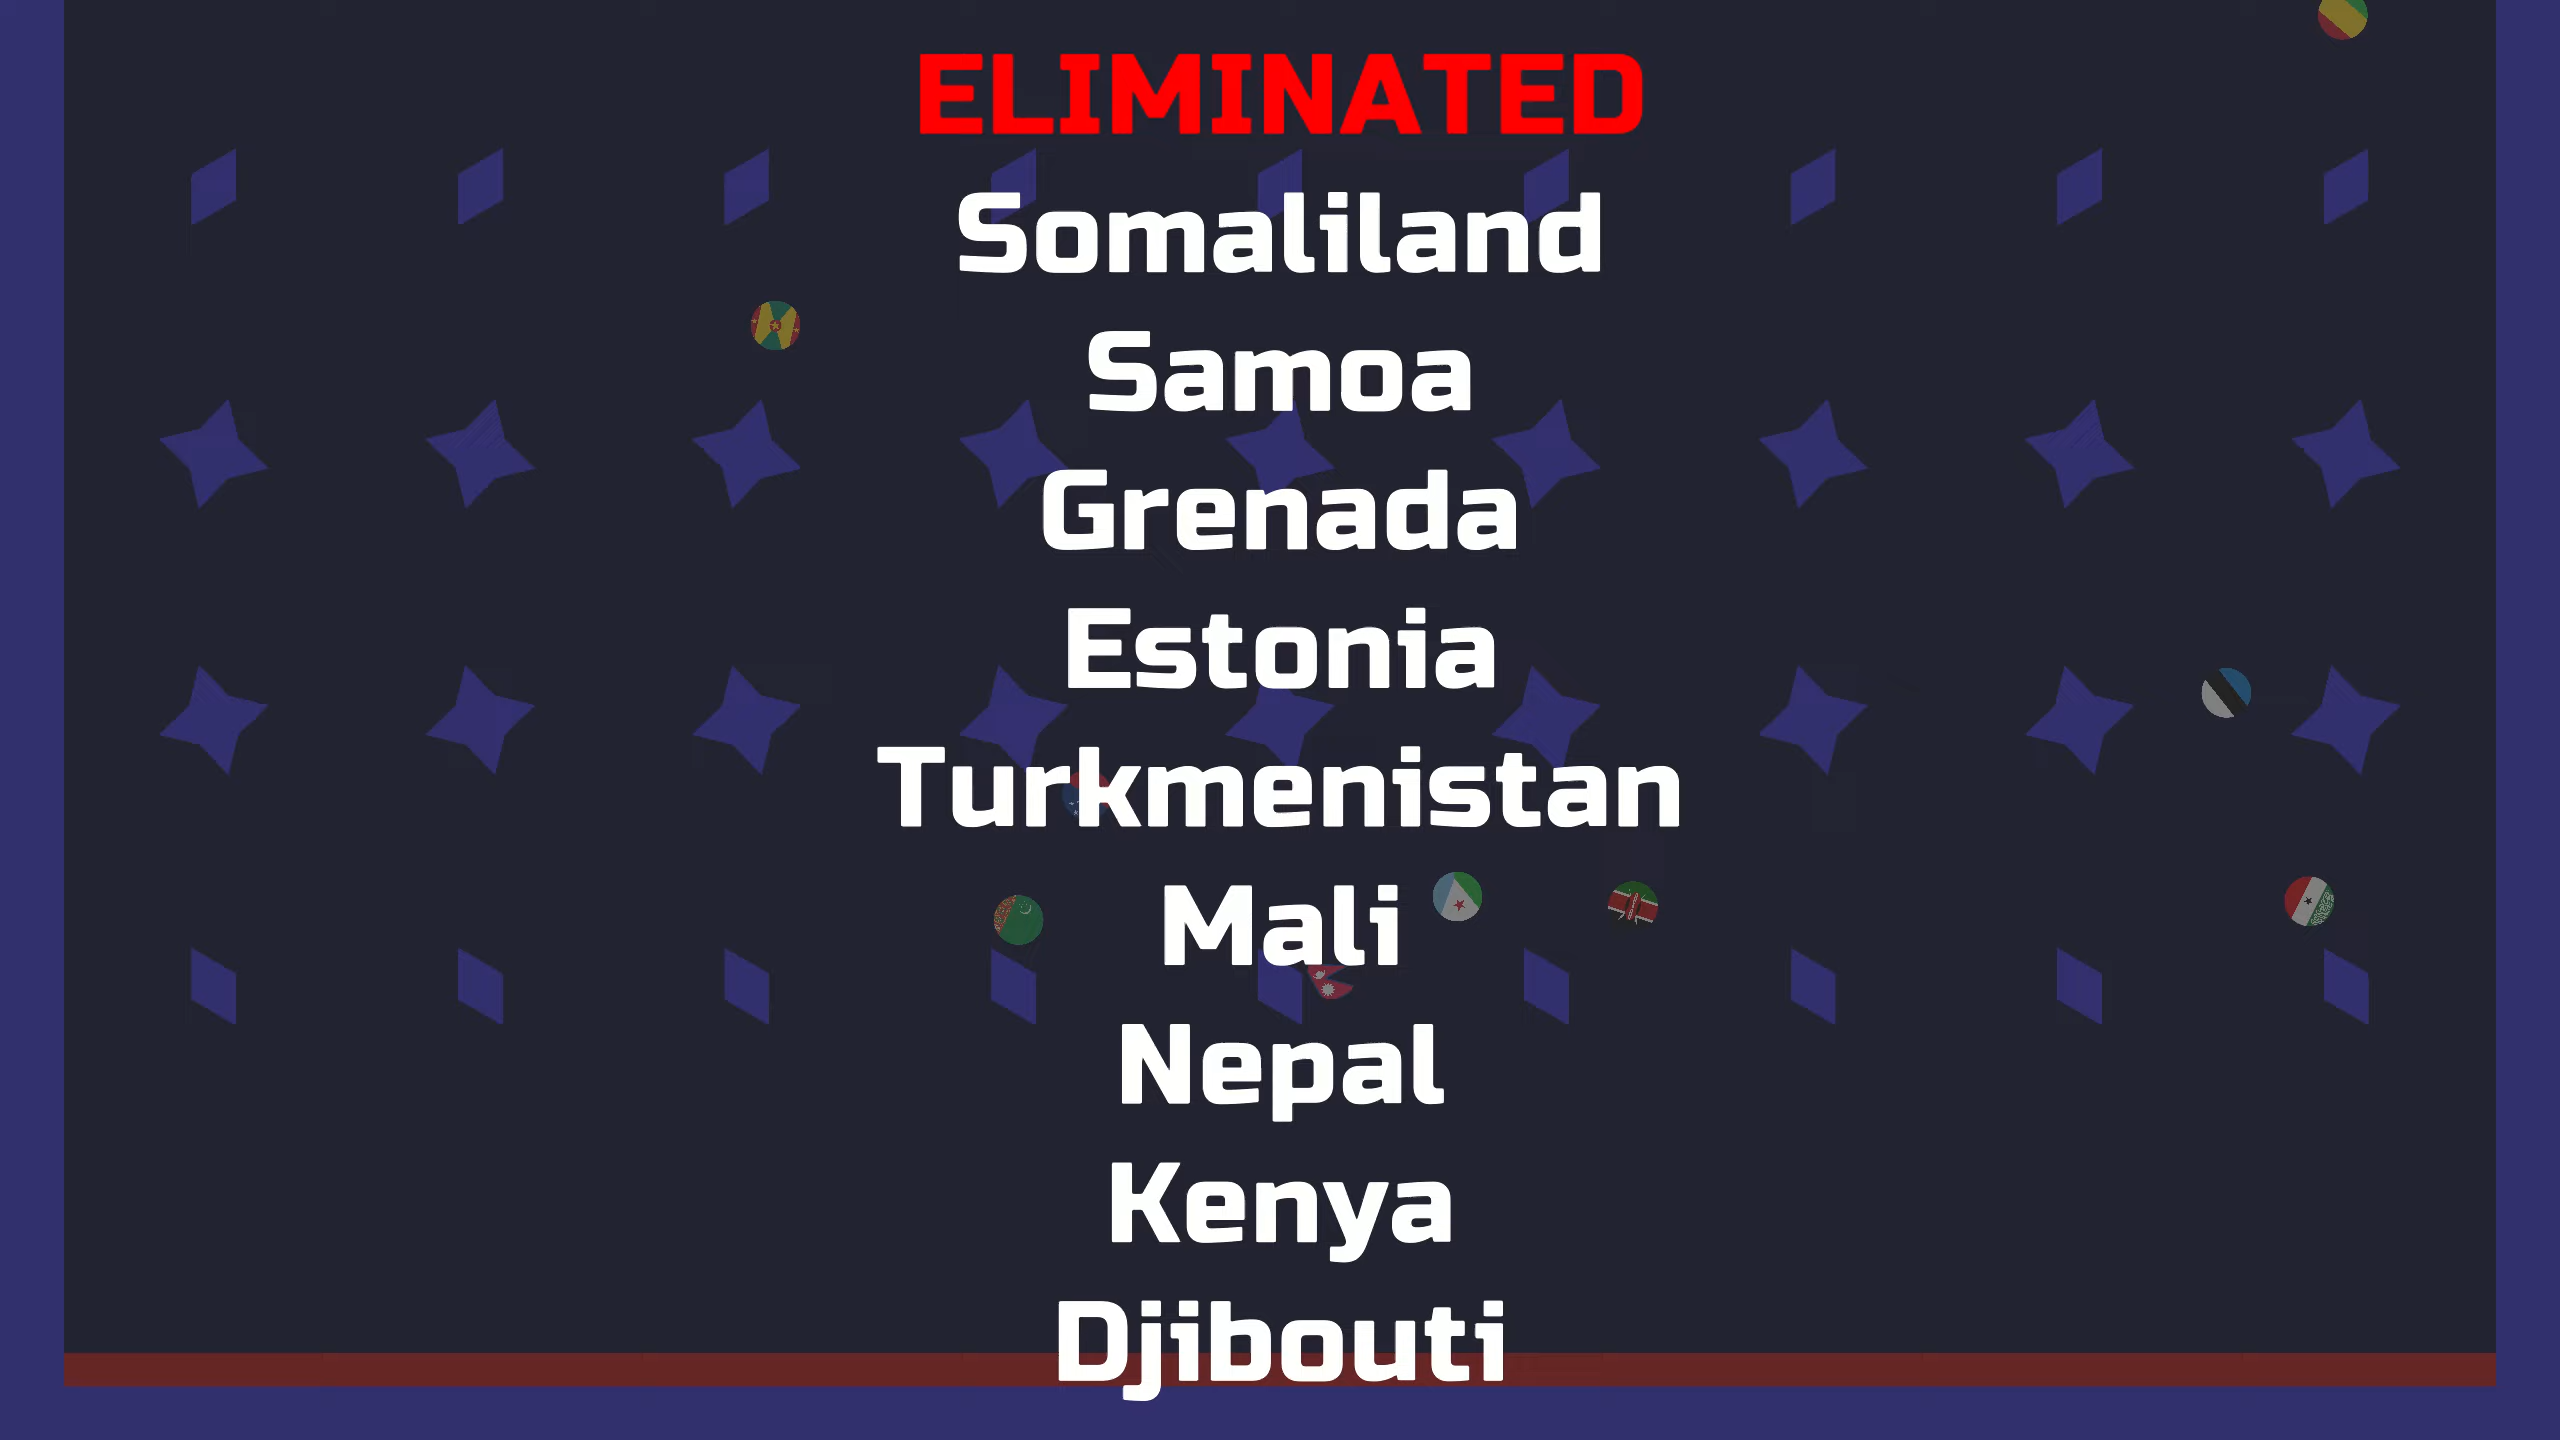 ELIMINATED
Somaliland
Samoa
Grenada
Estonia
Turkmenistan
Mali
Nepal
Kenya
Djibouti